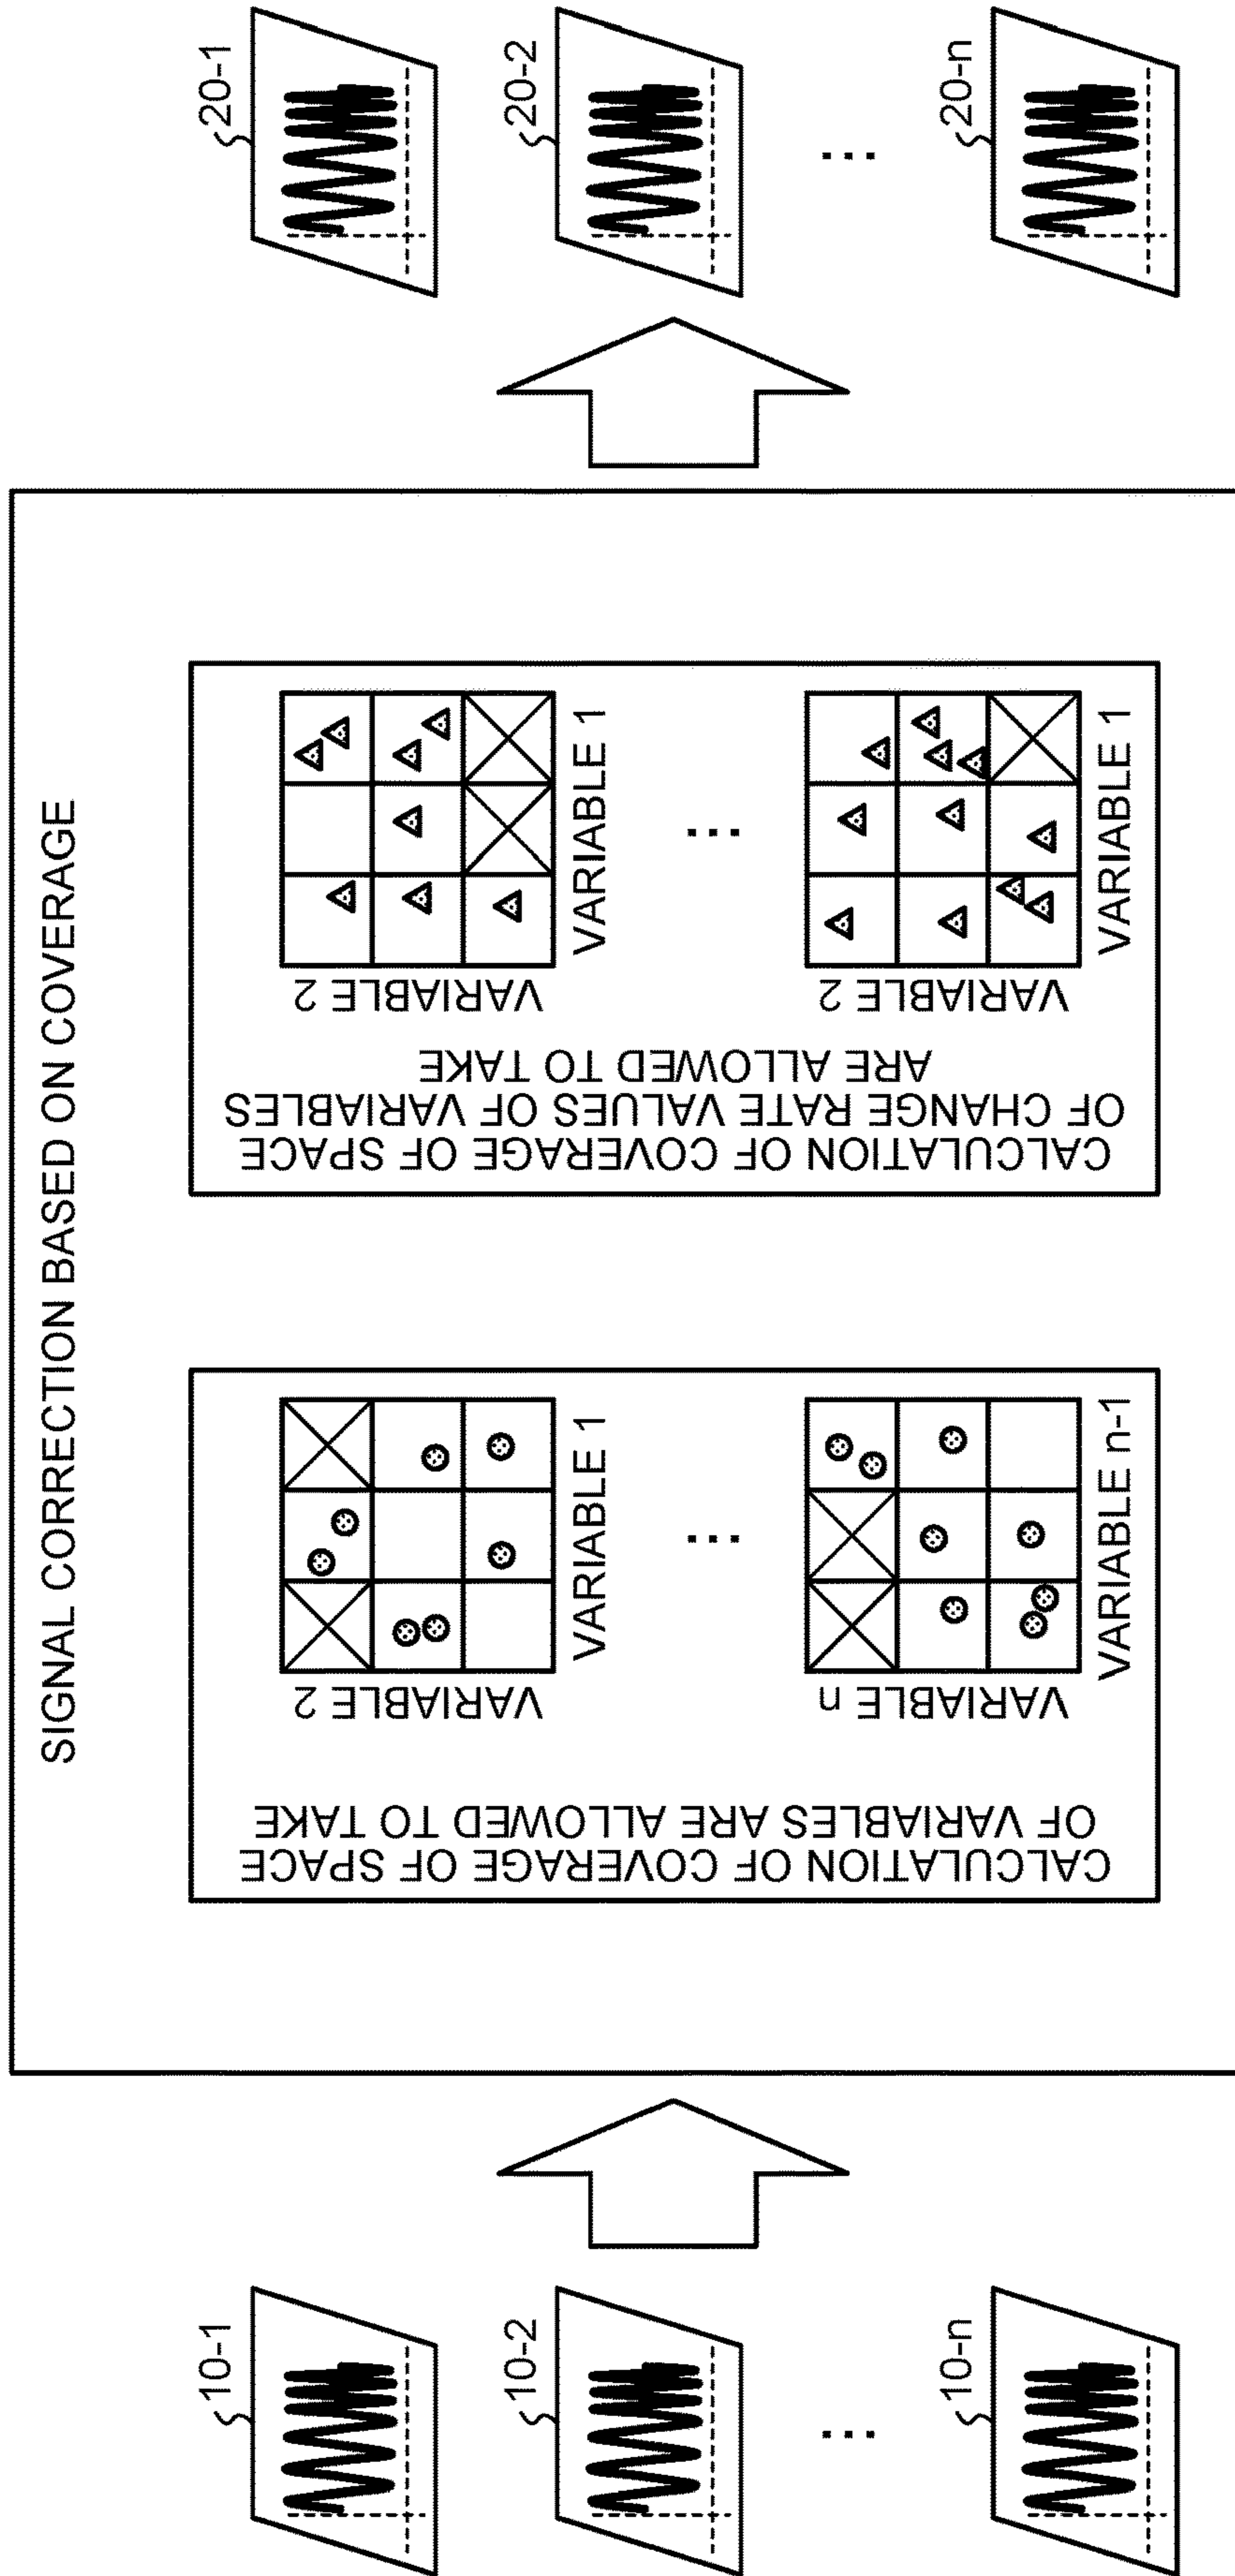 SIGNAL CORRECTION BASED ON COVERAGE
10-1
10-2
...
10-n
CALCULATION OF COVERAGE OF SPACE
OF VARIABLES ARE ALLOWED TO TAKE
VARIABLE 2
VARIABLE 1
...
VARIABLE n
VARIABLE n-1
CALCULATION OF COVERAGE OF SPACE
OF CHANGE RATE VALUES OF VARIABLES
ARE ALLOWED TO TAKE
VARIABLE 2
VARIABLE 1
...
VARIABLE 2
VARIABLE 1
20-1
20-2
...
20-n